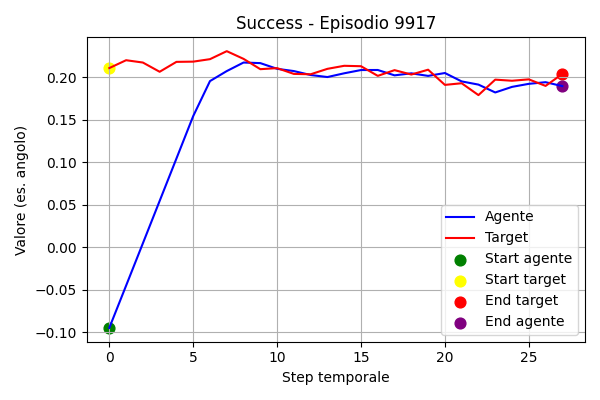 Success - Episodio 9917
Valore (es. angolo)
0.20
0.15
0.10
0.05
0.00
−0.05
−0.10
Agente
Target
Start agente
Start target
End target
End agente
0 5 10 15 20 25
Step temporale